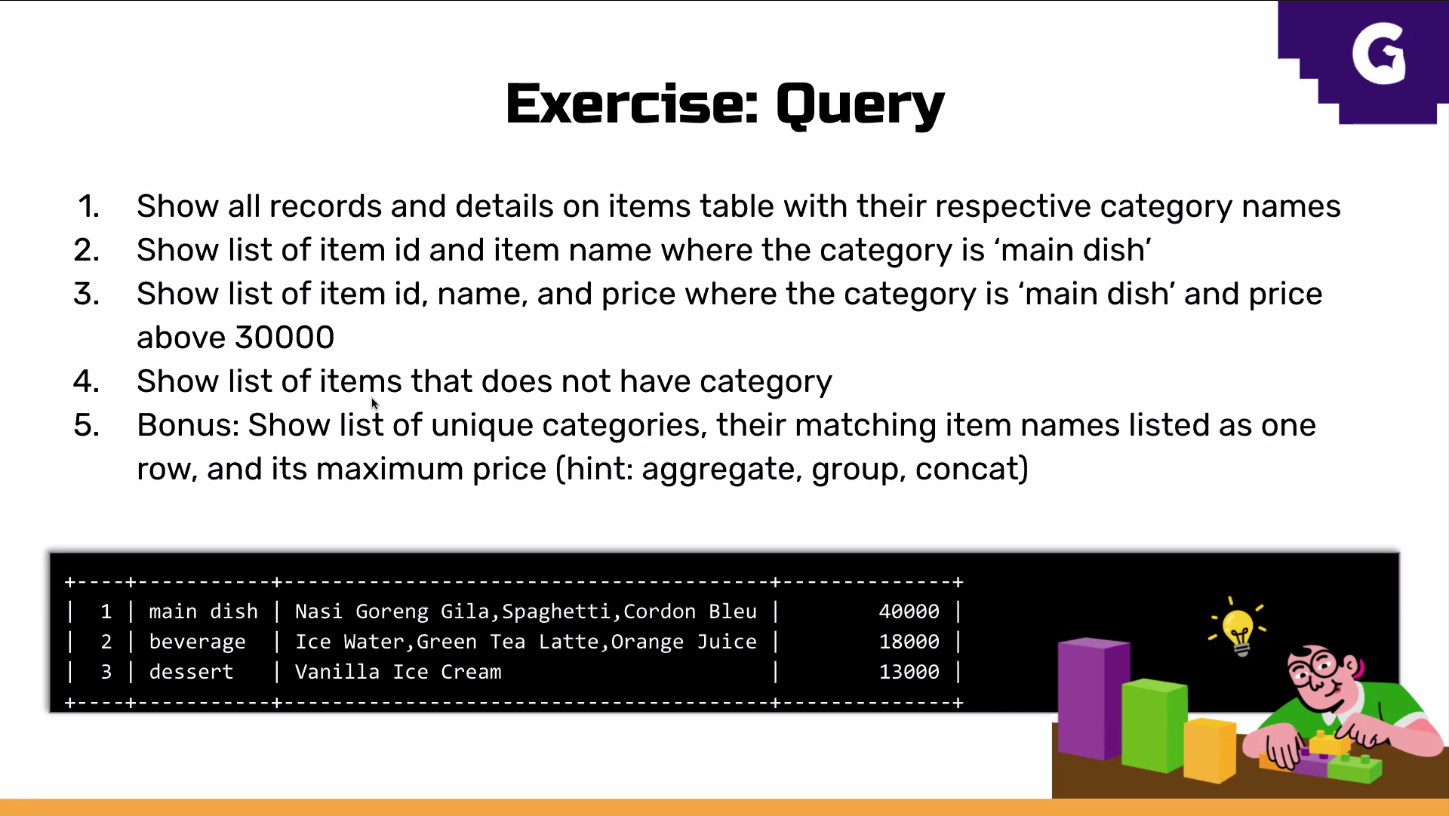 G
Exercise: Query
1. Show all records and details on items table with their respective category names
2. Show list of item id and item name where the category is ‘main dish’
3. Show list of item id, name, and price where the category is ‘main dish’ and price
above 30000
4. Show list of items that does not have category
5. Bonus: Show list of unique categories, their matching item names listed as one
row, and its maximum price (hint: aggregate, group, concat)
+----+-----------+----------------------------------------+--------------+
|  1 | main dish | Nasi Goreng Gila,Spaghetti,Cordon Bleu |        40000 |
|  2 | beverage  | Ice Water,Green Tea Latte,Orange Juice |        18000 |
|  3 | dessert   | Vanilla Ice Cream                      |        13000 |
+----+-----------+----------------------------------------+--------------+